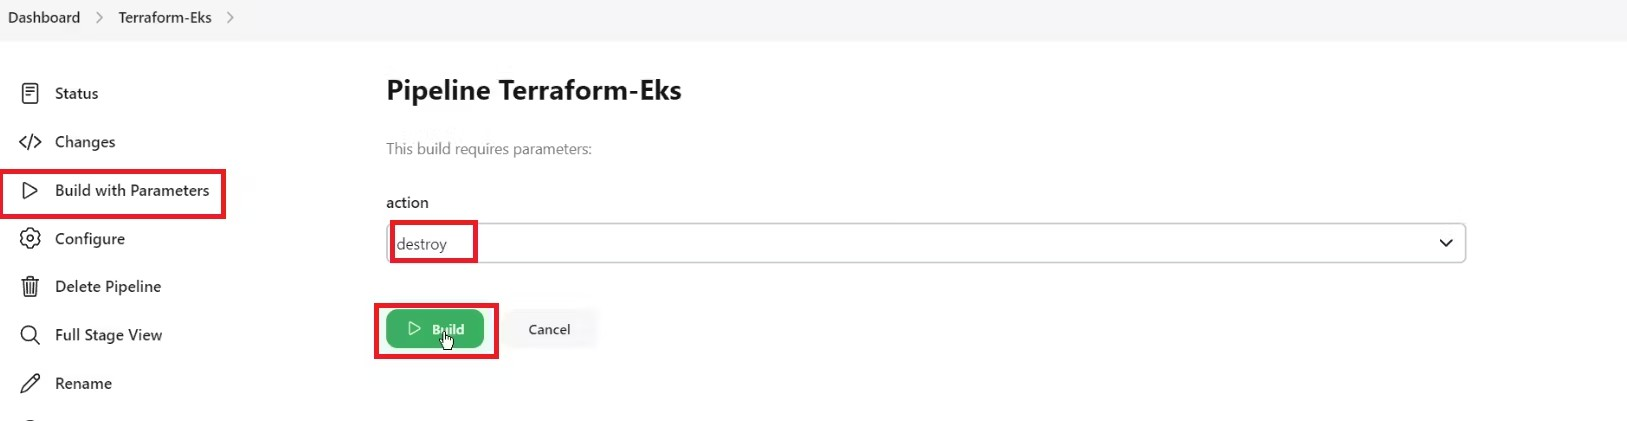 Dashboard > Terraform-Eks >
Status
Changes
Build with Parameters
Configure
Delete Pipeline
Full Stage View
Rename
Pipeline Terraform-Eks
This build requires parameters:
action
destroy
Build Cancel